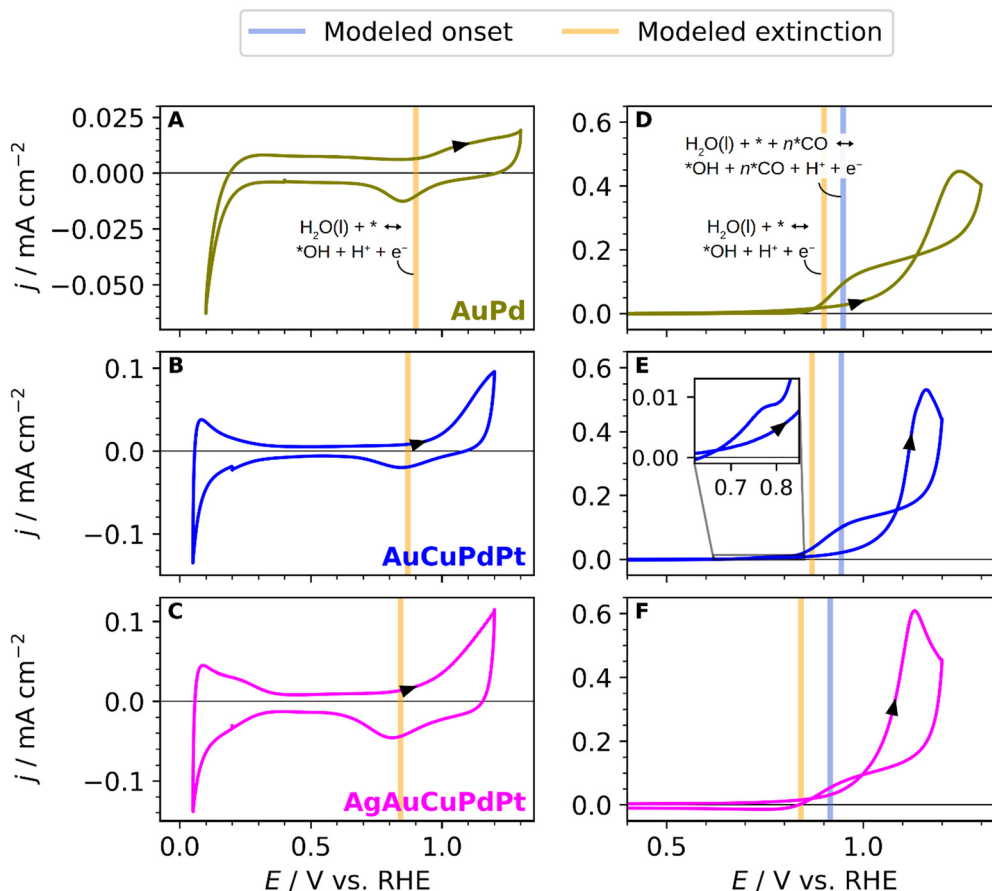 Modeled onset Modeled extinction
A
0.025
0.000
−0.025
−0.050
j / mA cm⁻²
H₂O(l) + * ↔
*OH + H⁺ + e⁻
AuPd
D
0.6
0.4
0.2
0.0
H₂O(l) + * + n*CO ↔
*OH + n*CO + H⁺ + e⁻
H₂O(l) + * ↔
*OH + H⁺ + e⁻
B
0.1
0.0
−0.1
j / mA cm⁻²
AuCuPdPt
E
0.6
0.4
0.2
0.0
0.01
0.00
0.7 0.8
C
0.1
0.0
−0.1
j / mA cm⁻²
AgAuCuPdPt
0.0 0.5 1.0
E / V vs. RHE
F
0.6
0.4
0.2
0.0
0.5 1.0
E / V vs. RHE